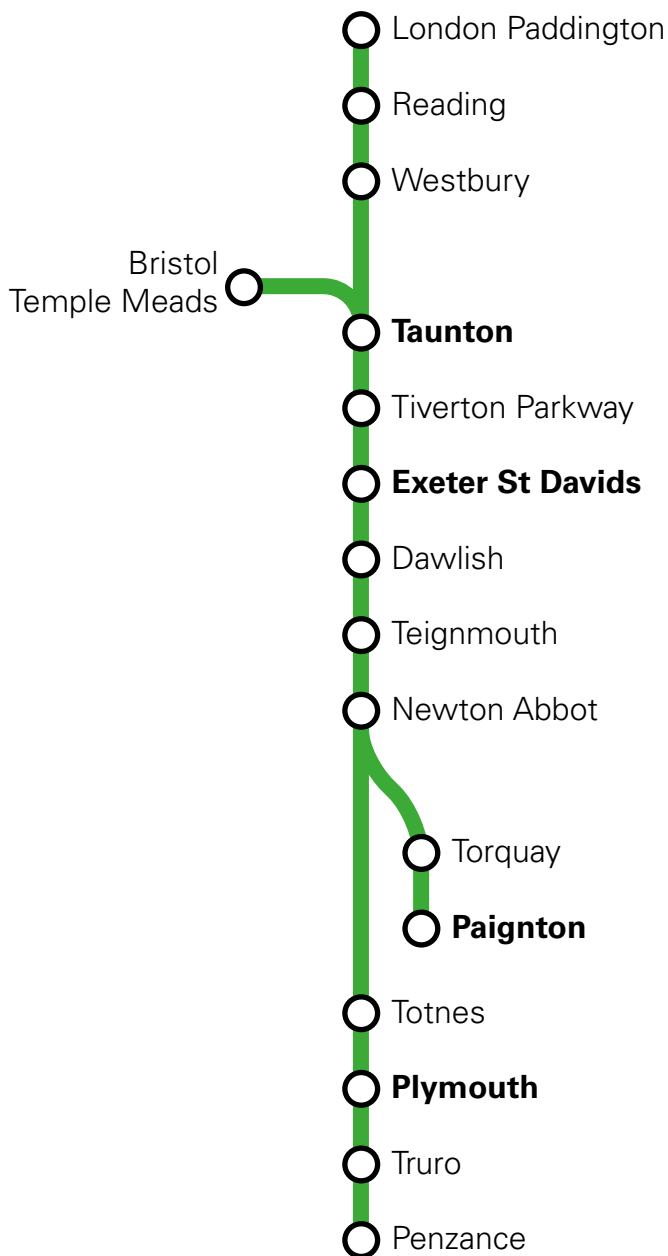 London Paddington
Reading
Westbury
Bristol
Temple Meads
Taunton
Tiverton Parkway
Exeter St Davids
Dawlish
Teignmouth
Newton Abbot
Torquay
Paignton
Totnes
Plymouth
Truro
Penzance